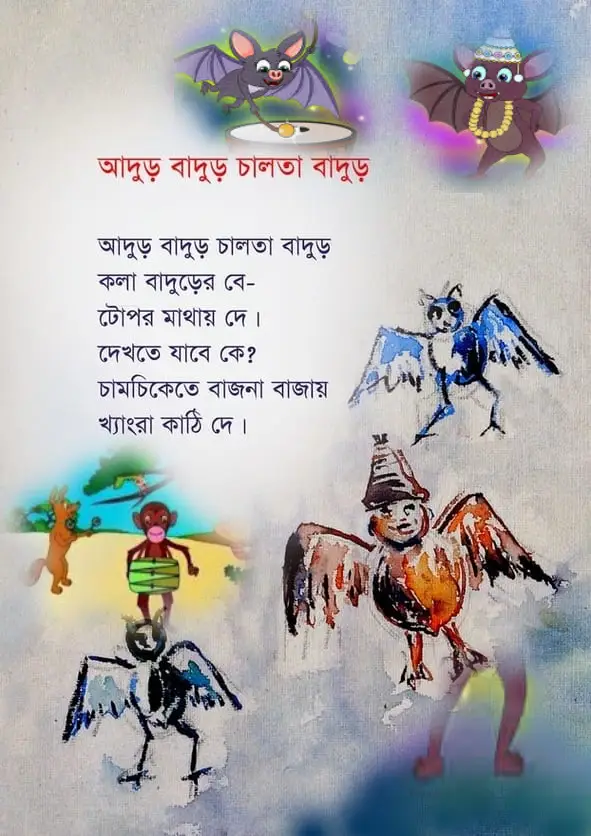 আদুড় বাদুড় চালতা বাদুড়
আদুড় বাদুড় চালতা বাদুড়
কলা বাদুড়ের বে-
টোপর মাথায় দে।
দেখতে যাবে কে?
চামচিকেতে বাজনা বাজায়
খ্যাংরা কাঠি দে।